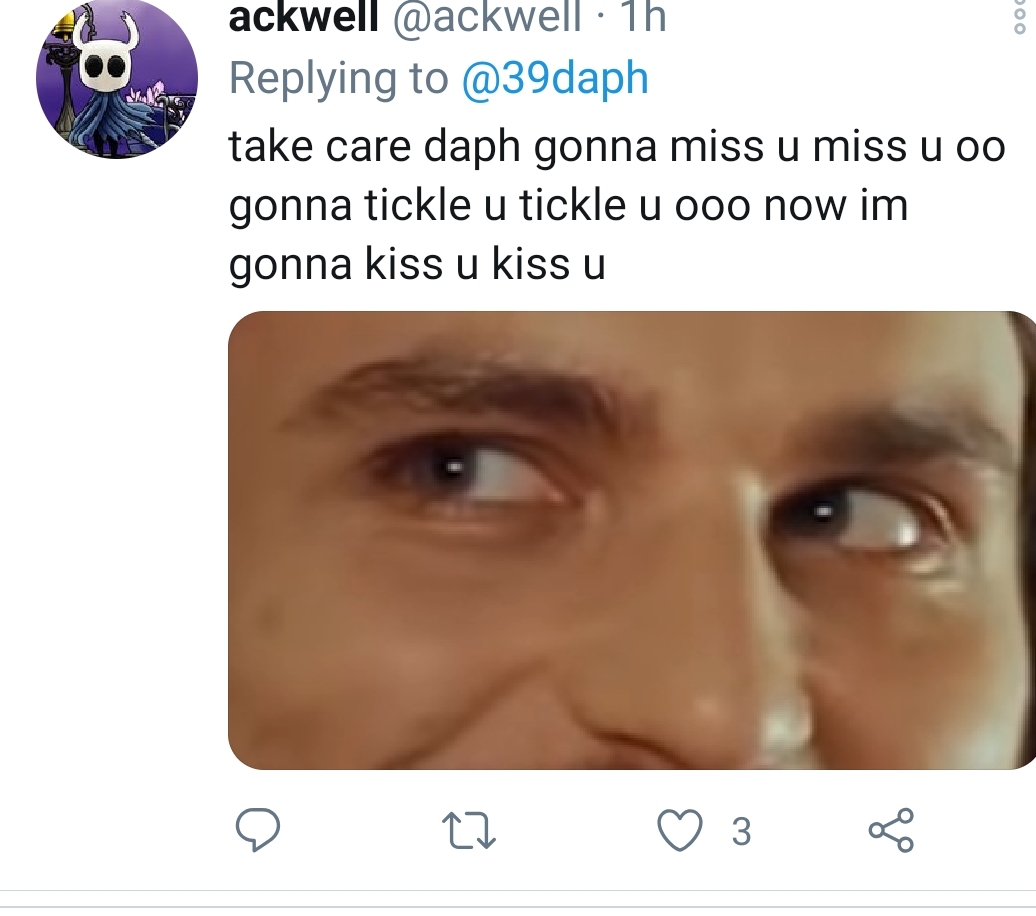 ackwell @ackwell · 1h
Replying to @39daph
take care daph gonna miss u miss u oo
gonna tickle u tickle u ooo now im
gonna kiss u kiss u
3